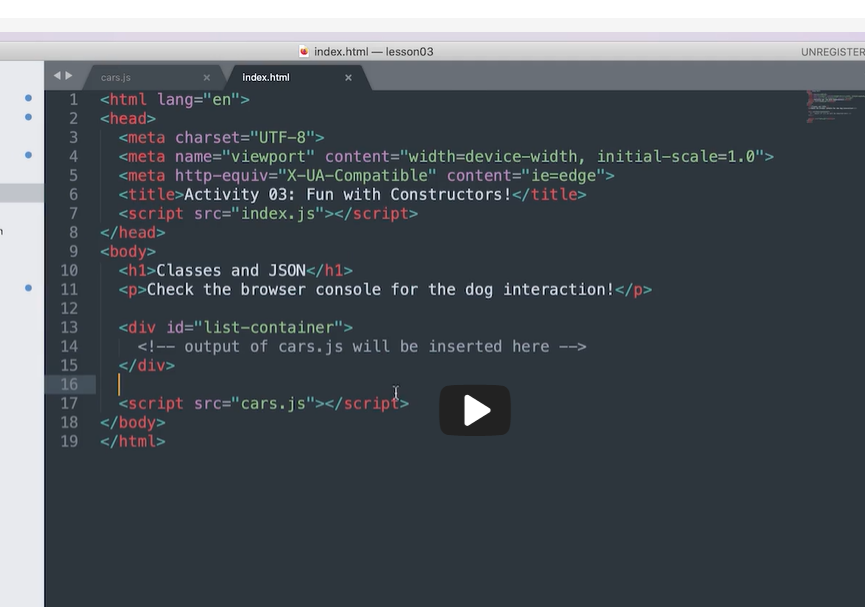 index.html — lesson03
UNREGISTER
cars.js
index.html
1 <html lang="en">
2 <head>
3 <meta charset="UTF-8">
4 <meta name="viewport" content="width=device-width, initial-scale=1.0">
5 <meta http-equiv="X-UA-Compatible" content="ie=edge">
6 <title>Activity 03: Fun with Constructors!</title>
7 <script src="index.js"></script>
8 </head>
9 <body>
10 <h1>Classes and JSON</h1>
11 <p>Check the browser console for the dog interaction!</p>
12
13 <div id="list-container">
14 <!-- output of cars.js will be inserted here -->
15 </div>
16
17 <script src="cars.js"></script>
18 </body>
19 </html>